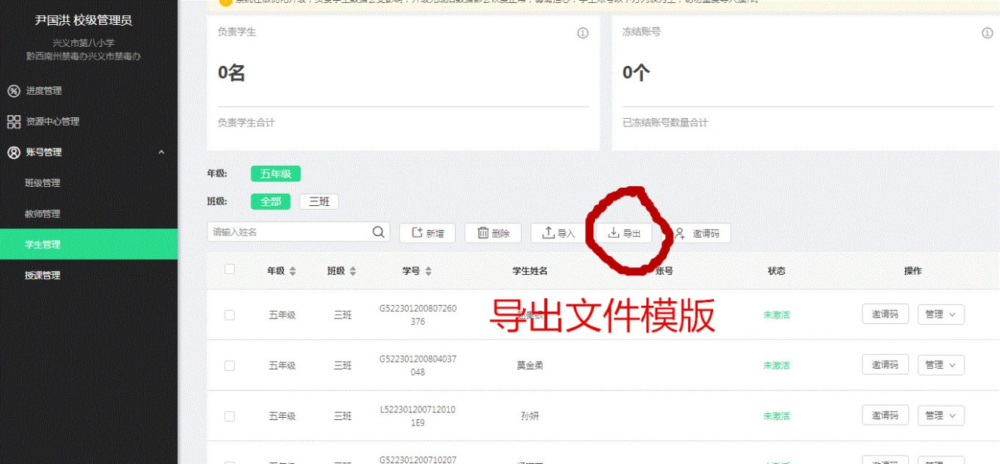 尹国洪 校级管理员
兴义市第八小学
黔西南州禁毒办兴义市禁毒办
进度管理
资源中心管理
账号管理
班级管理
教师管理
学生管理
授课管理
负责学生
0名
负责学生合计
冻结账号
0个
已冻结账号数量合计
年级: 五年级
班级: 全部 三班
请输入姓名 新增 删除 导入 导出 邀请码
年级 班级 学号 学生姓名 账号 状态 操作
导出文件模版
五年级 三班 G522301200807260376 未激活 邀请码 管理
五年级 三班 G522301200804037048 莫金柔 未激活 邀请码 管理
五年级 三班 L5223012007120101E9 孙妍 未激活 邀请码 管理
G522301200710207